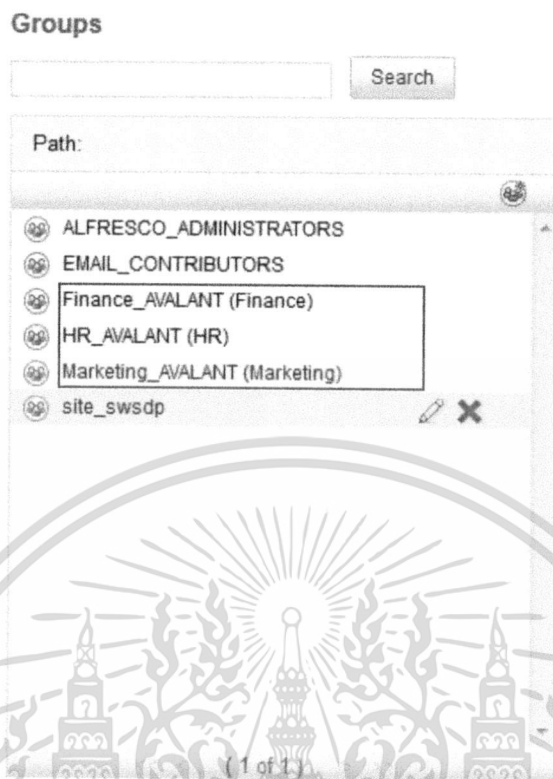 Groups
Search
Path:
ALFRESCO_ADMINISTRATORS
EMAIL_CONTRIBUTORS
Finance_AVALANT (Finance)
HR_AVALANT (HR)
Marketing_AVALANT (Marketing)
site_swsdp
( 1 of 1 )